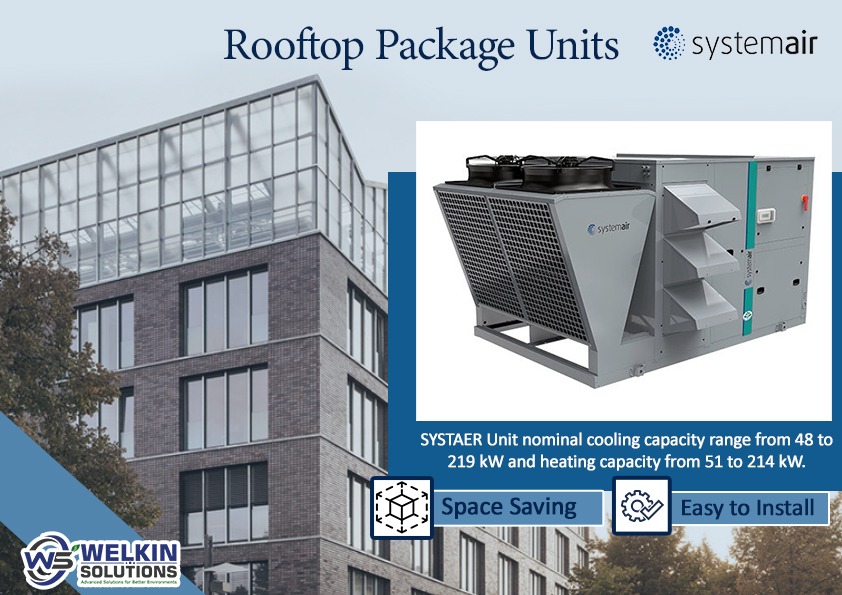 Rooftop Package Units
systemair
systemair
systemair
SYSTAER Unit nominal cooling capacity range from 48 to
219 kW and heating capacity from 51 to 214 kW.
Space Saving
Easy to Install
WS WELKIN
SOLUTIONS
Advanced Solutions for Better Environments